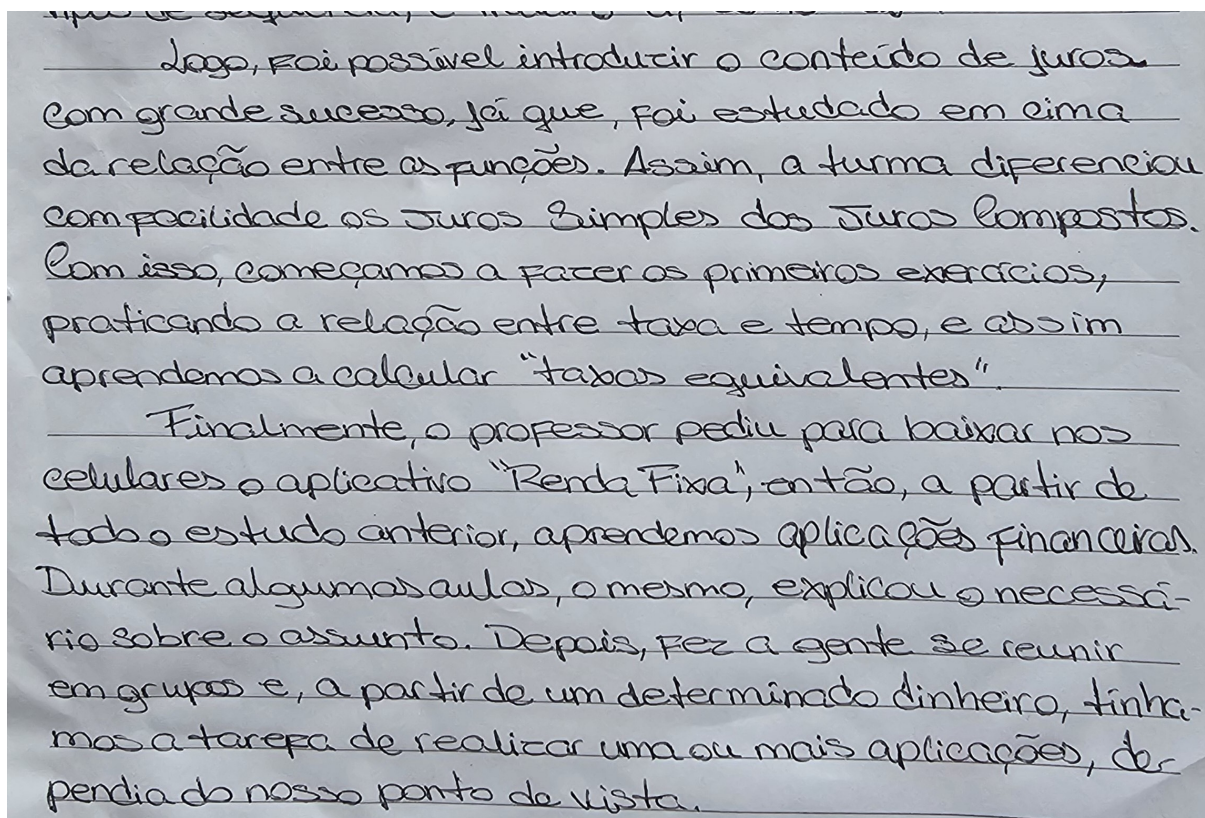 Logo, foi possível introduzir o conteúdo de juros
com grande sucesso, já que, foi estudado em cima
da relação entre as funções. Assim, a turma diferenciou
com facilidade os Juros Simples dos Juros Compostos.
Com isso, começamos a fazer os primeiros exercícios,
praticando a relação entre taxa e tempo, e assim
aprendemos a calcular "taxas equivalentes".
Finalmente, o professor pediu para baixar nos
celulares o aplicativo "Renda Fixa", então, a partir de
todo o estudo anterior, aprendemos aplicações financeiras.
Durante algumas aulas, o mesmo, explicou o necessá-
rio sobre o assunto. Depois, fez a gente se reunir
em grupos e, a partir de um determinado dinheiro, tínha-
mos a tarefa de realizar uma ou mais aplicações, de-
pendia do nosso ponto de vista.